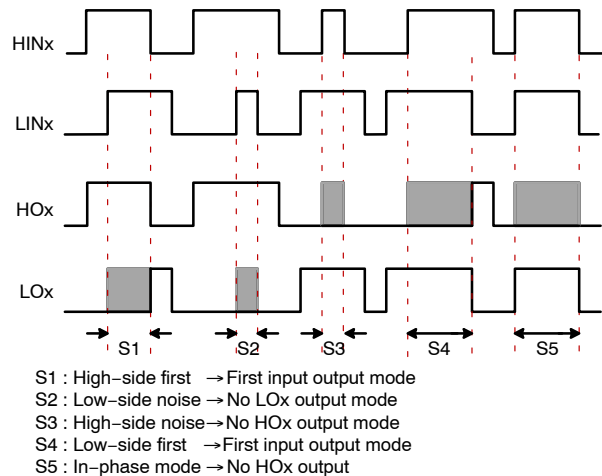 HINx
LINx
HOx
LOx
S1 S2 S3 S4 S5
S1 : High−side first → First input output mode
S2 : Low−side noise → No LOx output mode
S3 : High−side noise → No HOx output mode
S4 : Low−side first → First input output mode
S5 : In−phase mode → No HOx output